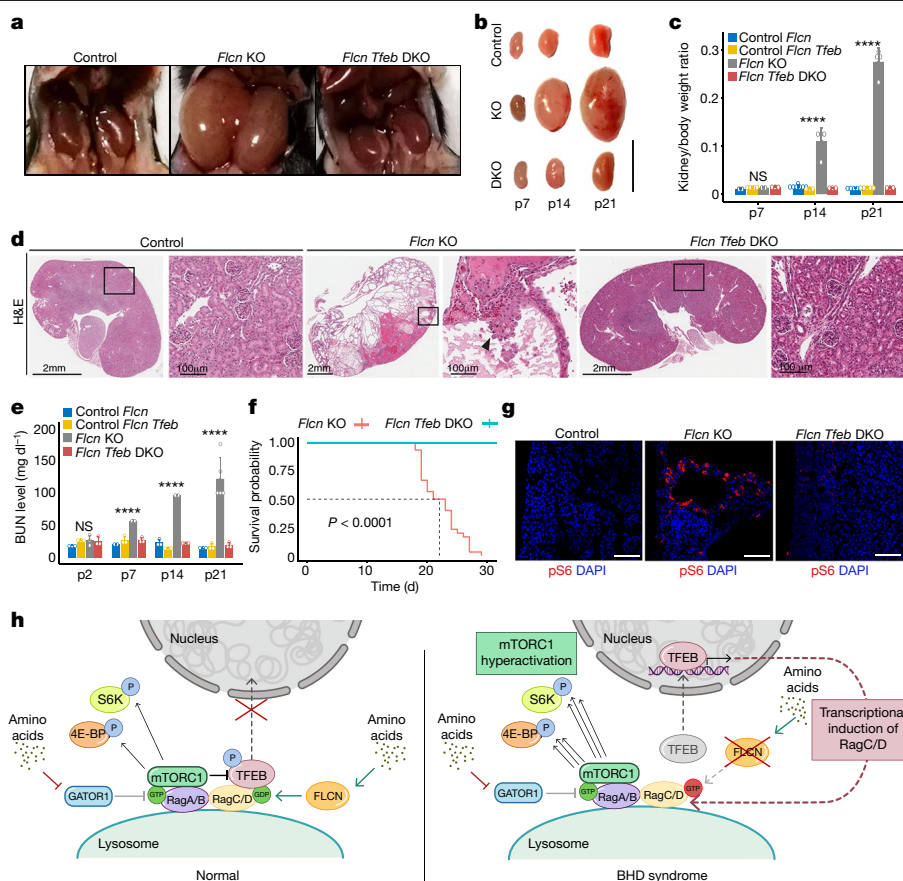 a
Control
Flcn KO
Flcn Tfeb DKO
b
Control
KO
DKO
p7
p14
p21
c
Control Flcn
Control Flcn Tfeb
Flcn KO
Flcn Tfeb DKO
Kidney/body weight ratio
0.3
0.2
0.1
0
NS
****
****
p7
p14
p21
d
Control
Flcn KO
Flcn Tfeb DKO
H&E
2mm
100μm
2mm
100μm
2mm
100μm
e
Control Flcn
Control Flcn Tfeb
Flcn KO
Flcn Tfeb DKO
BUN level (mg dl⁻¹)
200
150
100
50
0
NS
****
****
****
p2
p7
p14
p21
f
Flcn KO
Flcn Tfeb DKO
Survival probability
1.00
0.75
0.50
0.25
0
P < 0.0001
0
10
20
30
Time (d)
g
Control
Flcn KO
Flcn Tfeb DKO
pS6 DAPI
pS6 DAPI
pS6 DAPI
h
Nucleus
S6K
P
4E-BP
P
Amino
acids
GATOR1
mTORC1
GTP
RagA/B
RagC/D
GDP
P
TFEB
FLCN
Amino
acids
Lysosome
Normal
mTORC1
hyperactivation
Nucleus
TFEB
S6K
P
4E-BP
P
Amino
acids
GATOR1
mTORC1
GTP
RagA/B
RagC/D
GTP
TFEB
FLCN
Amino
acids
Transcriptional
induction of
RagC/D
Lysosome
BHD syndrome